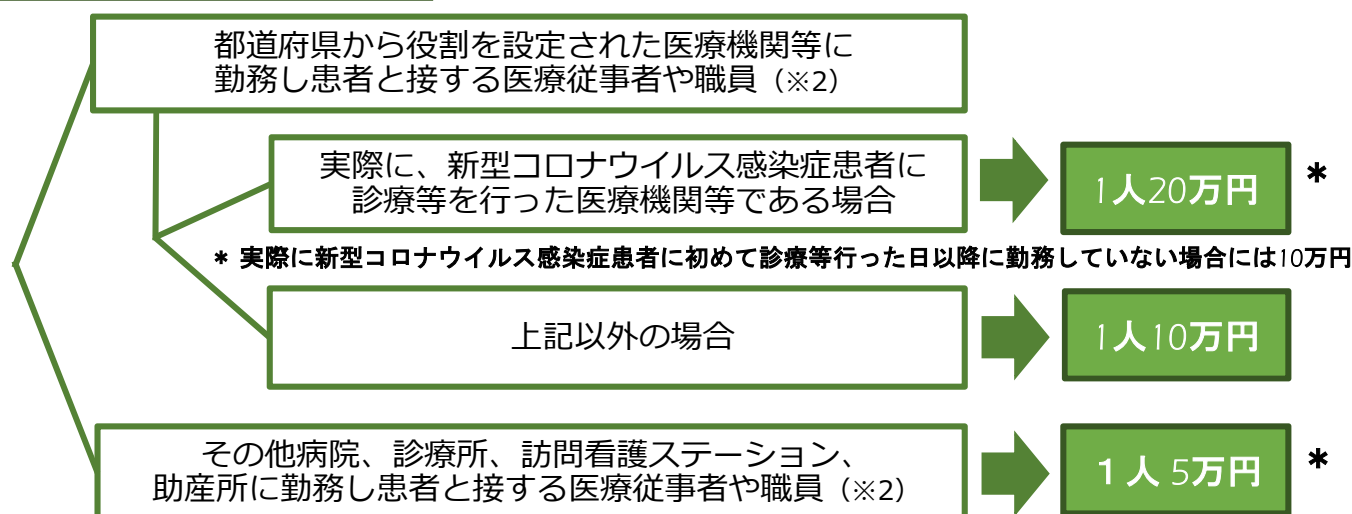 都道府県から役割を設定された医療機関等に
勤務し患者と接する医療従事者や職員（※2）
実際に、新型コロナウイルス感染症患者に
診療等を行った医療機関等である場合
1人20万円 *
* 実際に新型コロナウイルス感染症患者に初めて診療等行った日以降に勤務していない場合には10万円
上記以外の場合
1人10万円
その他病院、診療所、訪問看護ステーション、
助産所に勤務し患者と接する医療従事者や職員（※2）
１人 5万円 *